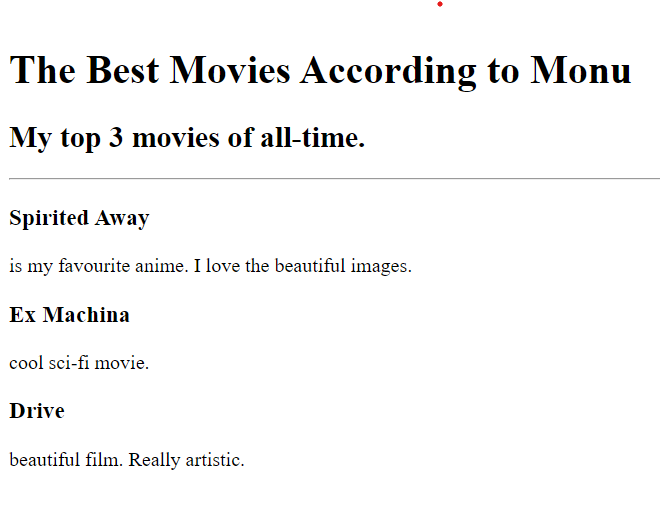 The Best Movies According to Monu
My top 3 movies of all-time.
Spirited Away
is my favourite anime. I love the beautiful images.
Ex Machina
cool sci-fi movie.
Drive
beautiful film. Really artistic.